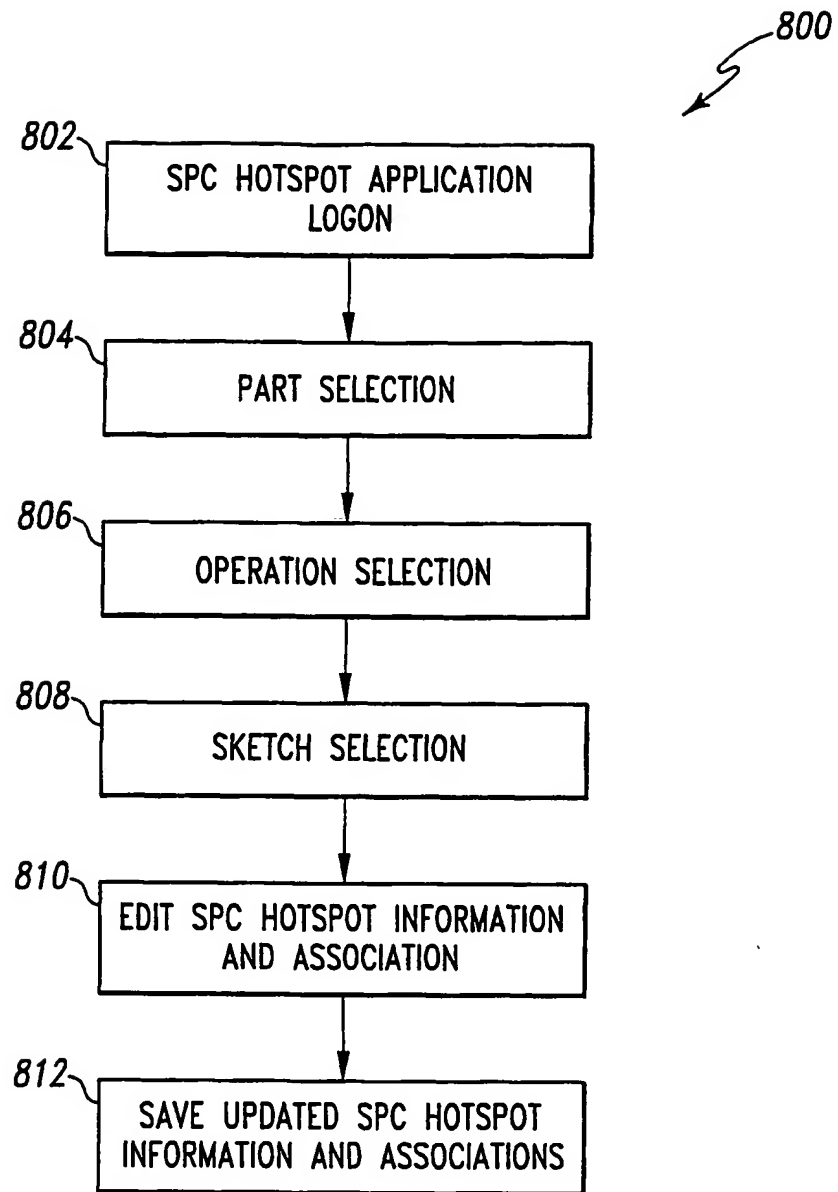 800
802
SPC HOTSPOT APPLICATION
LOGON
804
PART SELECTION
806
OPERATION SELECTION
808
SKETCH SELECTION
810
EDIT SPC HOTSPOT INFORMATION
AND ASSOCIATION
812
SAVE UPDATED SPC HOTSPOT
INFORMATION AND ASSOCIATIONS